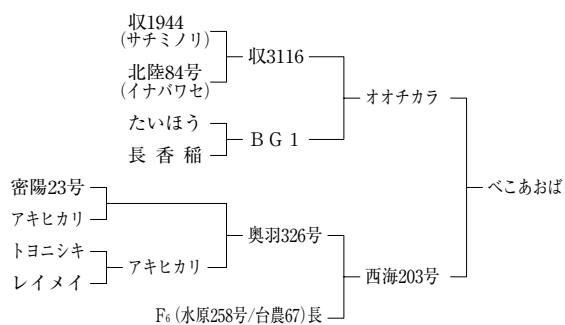 収1944
(サチミノリ)
収3116
北陸84号
(イナバワセ)
オオチカラ
たいほう
BG1
長香稲
べこあおば
密陽23号
アキヒカリ
奥羽326号
トヨニシキ
アキヒカリ
レイメイ
西海203号
F₆(水原258号/台農67)長